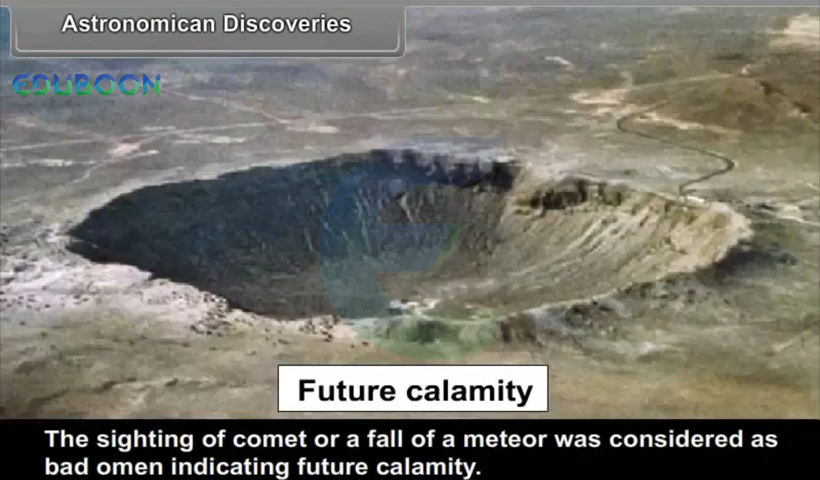 Astronomican Discoveries
EDUBOON
Future calamity
The sighting of comet or a fall of a meteor was considered as
bad omen indicating future calamity.